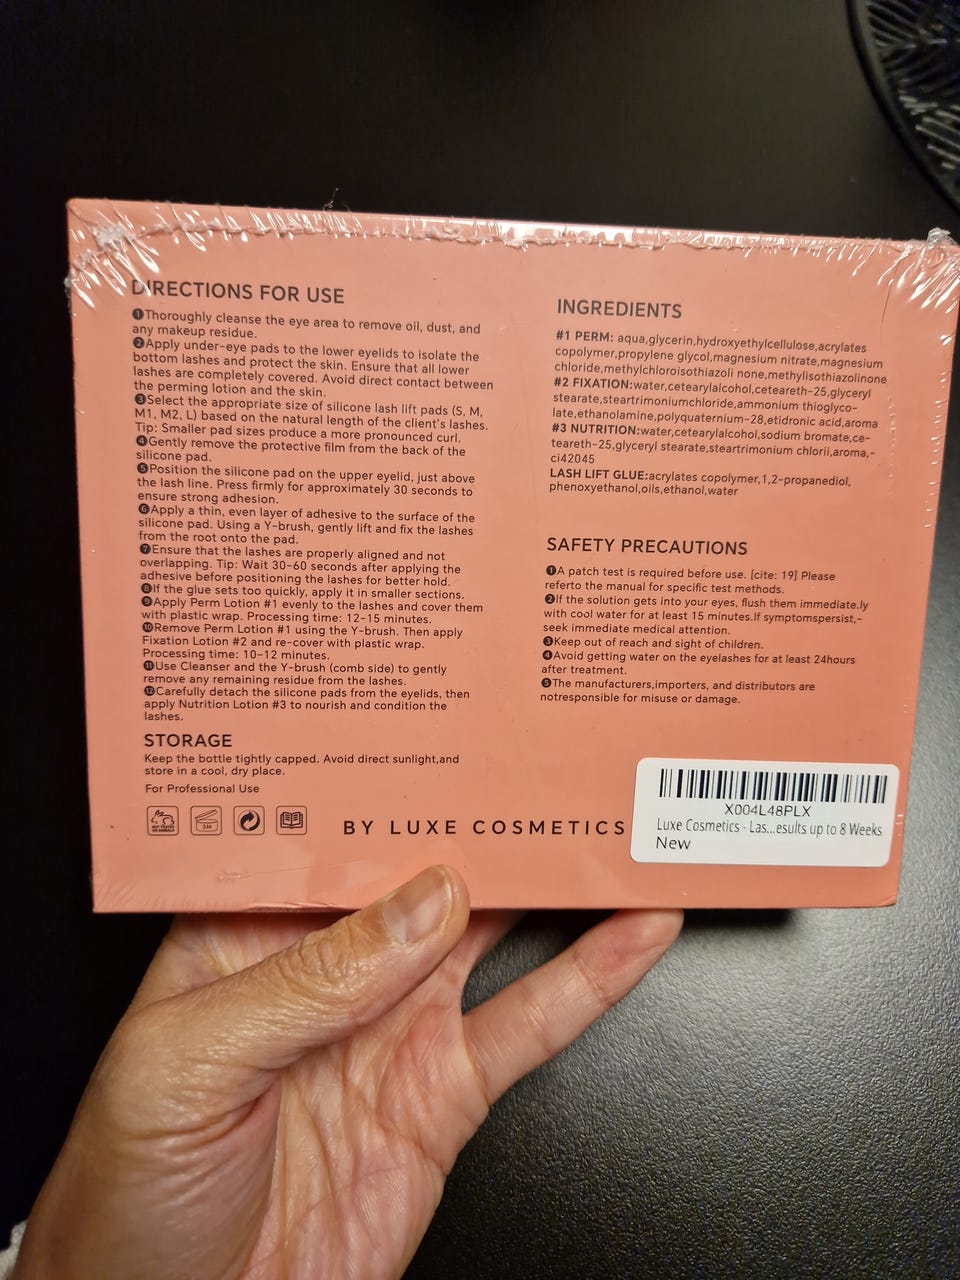 DIRECTIONS FOR USE
❶Thoroughly cleanse the eye area to remove oil, dust, and
any makeup residue.
❷Apply under-eye pads to the lower eyelids to isolate the
bottom lashes and protect the skin. Ensure that all lower
lashes are completely covered. Avoid direct contact between
the perming lotion and the skin.
❸Select the appropriate size of silicone lash lift pads (S, M,
M1, M2, L) based on the natural length of the client's lashes.
Tip: Smaller pad sizes produce a more pronounced curl.
❹Gently remove the protective film from the back of the
silicone pad.
❺Position the silicone pad on the upper eyelid, just above
the lash line. Press firmly for approximately 30 seconds to
ensure strong adhesion.
❻Apply a thin, even layer of adhesive to the surface of the
silicone pad. Using a Y-brush, gently lift and fix the lashes
from the root onto the pad.
❼Ensure that the lashes are properly aligned and not
overlapping. Tip: Wait 30-60 seconds after applying the
adhesive before positioning the lashes for better hold.
❽If the glue sets too quickly, apply it in smaller sections.
❾Apply Perm Lotion #1 evenly to the lashes and cover them
with plastic wrap. Processing time: 12-15 minutes.
❿Remove Perm Lotion #1 using the Y-brush. Then apply
Fixation Lotion #2 and re-cover with plastic wrap.
Processing time: 10-12 minutes.
⓫Use Cleanser and the Y-brush (comb side) to gently
remove any remaining residue from the lashes.
⓬Carefully detach the silicone pads from the eyelids, then
apply Nutrition Lotion #3 to nourish and condition the
lashes.
STORAGE
Keep the bottle tightly capped. Avoid direct sunlight,and
store in a cool, dry place.
For Professional Use
NOT TESTED
ON ANIMALS
3M
BY LUXE COSMETICS
INGREDIENTS
#1 PERM: aqua,glycerin,hydroxyethylcellulose,acrylates
copolymer,propylene glycol,magnesium nitrate,magnesium
chloride,methylchloroisothiazoli none,methylisothiazolinone
#2 FIXATION:water,cetearylalcohol,ceteareth-25,glyceryl
stearate,steartrimoniumchloride,ammonium thioglyco-
late,ethanolamine,polyquaternium-28,etidronic acid,aroma
#3 NUTRITION:water,cetearylalcohol,sodium bromate,ce-
teareth-25,glyceryl stearate,steartrimonium chlorii,aroma,-
ci42045
LASH LIFT GLUE:acrylates copolymer,1,2-propanediol,
phenoxyethanol,oils,ethanol,water
SAFETY PRECAUTIONS
❶A patch test is required before use. [cite: 19] Please
referto the manual for specific test methods.
❷If the solution gets into your eyes, flush them immediate.ly
with cool water for at least 15 minutes.If symptomspersist,-
seek immediate medical attention.
❸Keep out of reach and sight of children.
❹Avoid getting water on the eyelashes for at least 24hours
after treatment.
❺The manufacturers,importers, and distributors are
notresponsible for misuse or damage.
X004L48PLX
Luxe Cosmetics - Las...esults up to 8 Weeks
New